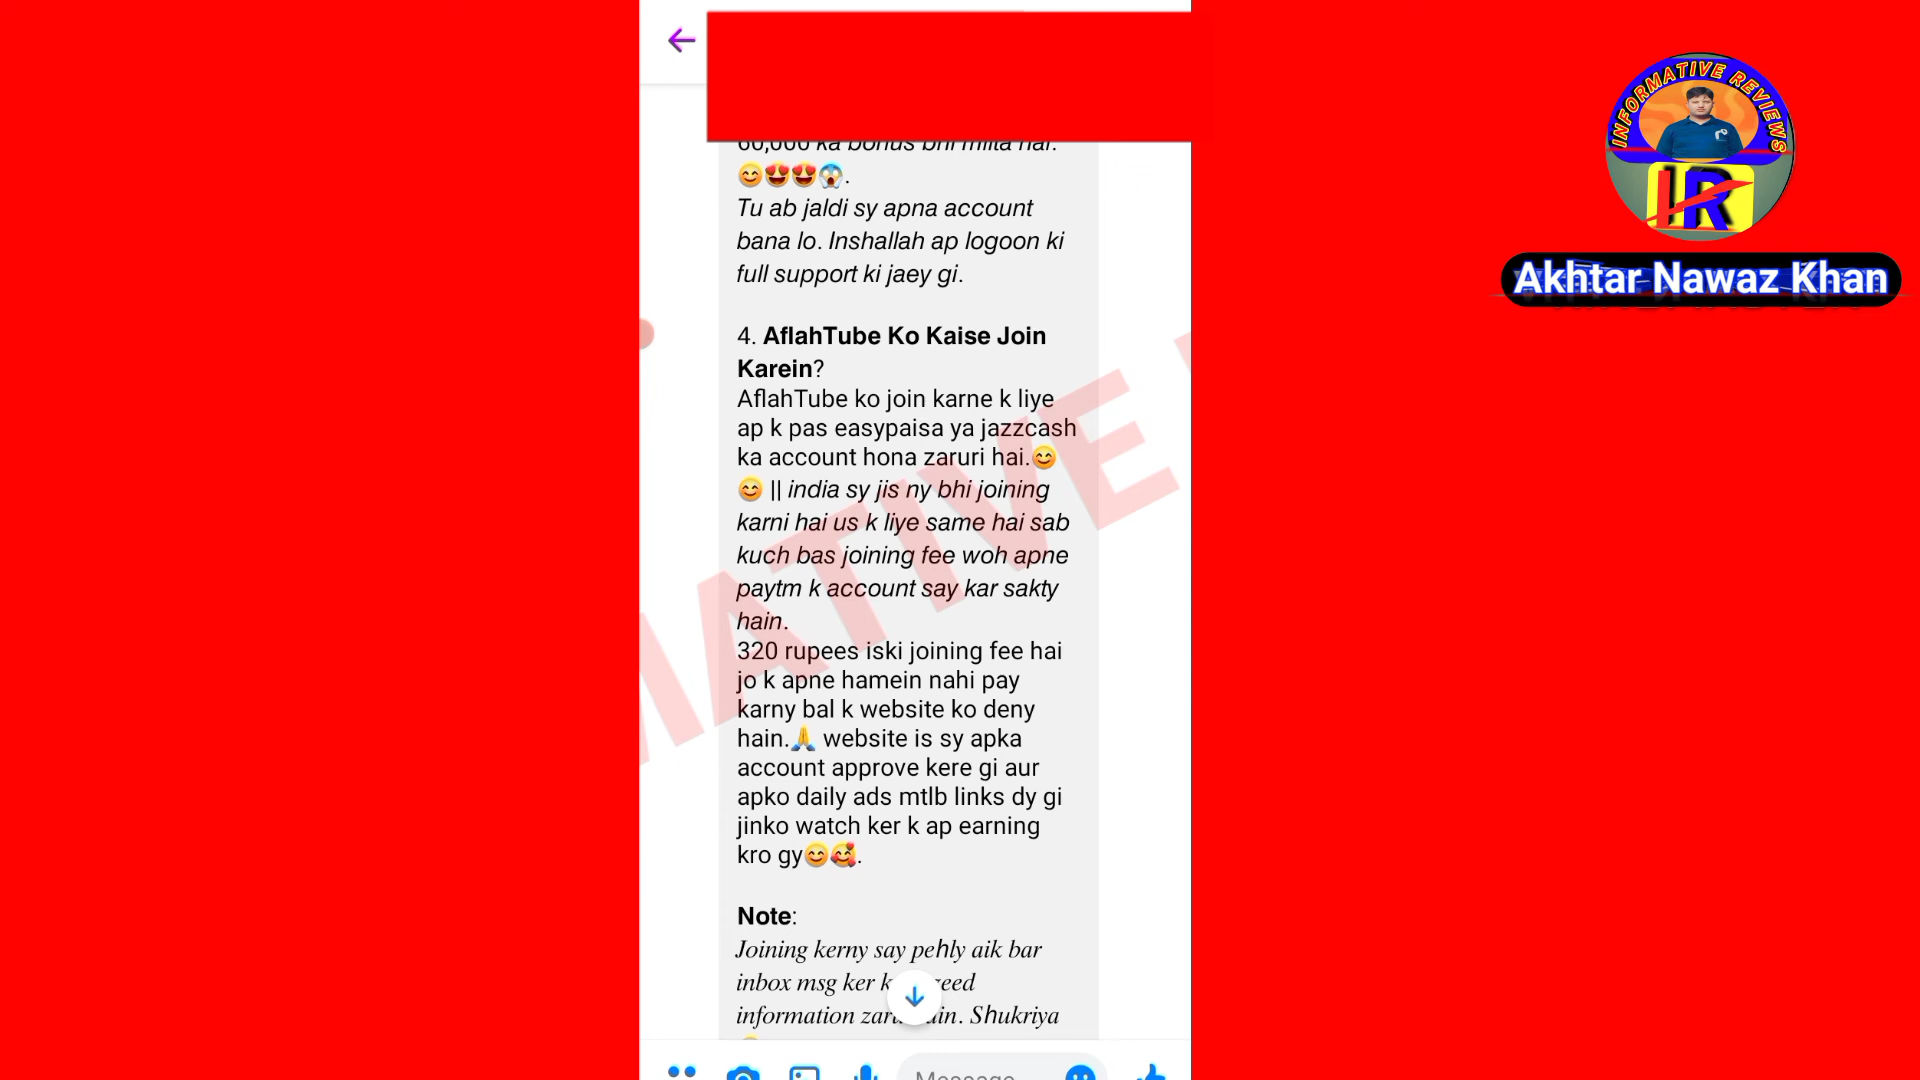 INFORMATIVE REVIEWS
IR
Akhtar Nawaz Khan
60,000 ka bonus bhi milta hai.
😊😍😍😱.
Tu ab jaldi sy apna account
bana lo. Inshallah ap logoon ki
full support ki jaey gi.
4. AflahTube Ko Kaise Join
Karein?
AflahTube ko join karne k liye
ap k pas easypaisa ya jazzcash
ka account hona zaruri hai.😊
😊 || india sy jis ny bhi joining
karni hai us k liye same hai sab
kuch bas joining fee woh apne
paytm k account say kar sakty
hain.
320 rupees iski joining fee hai
jo k apne hamein nahi pay
karny bal k website ko deny
hain.🙏 website is sy apka
account approve kere gi aur
apko daily ads mtlb links dy gi
jinko watch ker k ap earning
kro gy😊🥰.
Note:
Joining kerny say pehly aik bar
inbox msg ker k
information Shukriya
MATIVE
Message